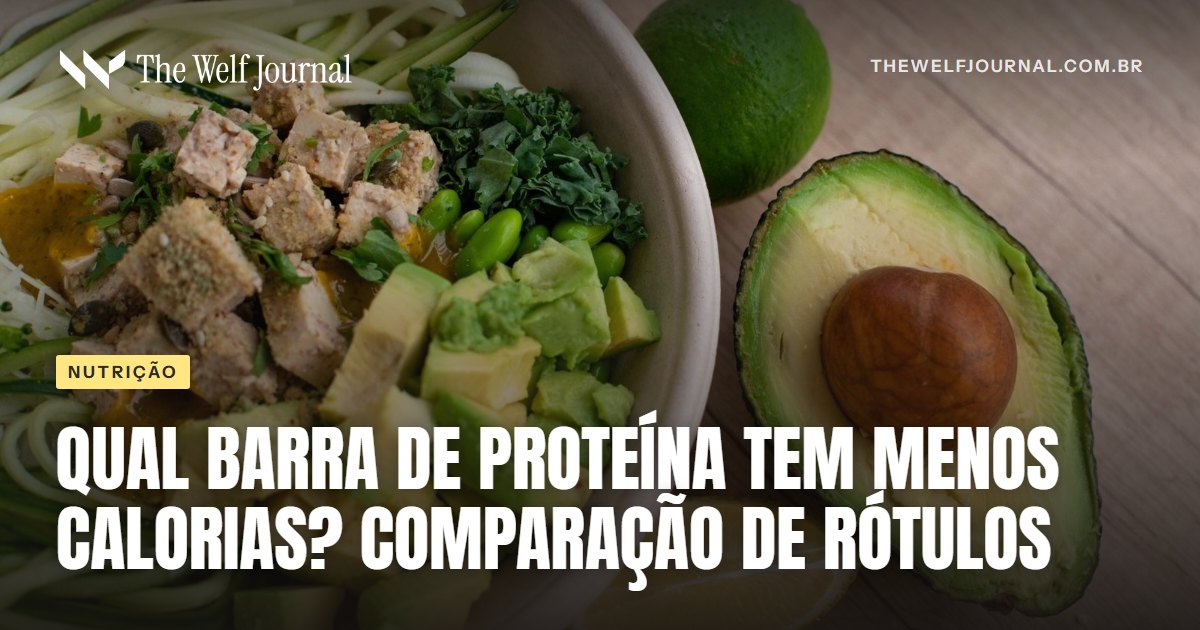 The Welf Journal
THEWELFJOURNAL.COM.BR
NUTRIÇÃO
QUAL BARRA DE PROTEÍNA TEM MENOS
CALORIAS? COMPARAÇÃO DE RÓTULOS